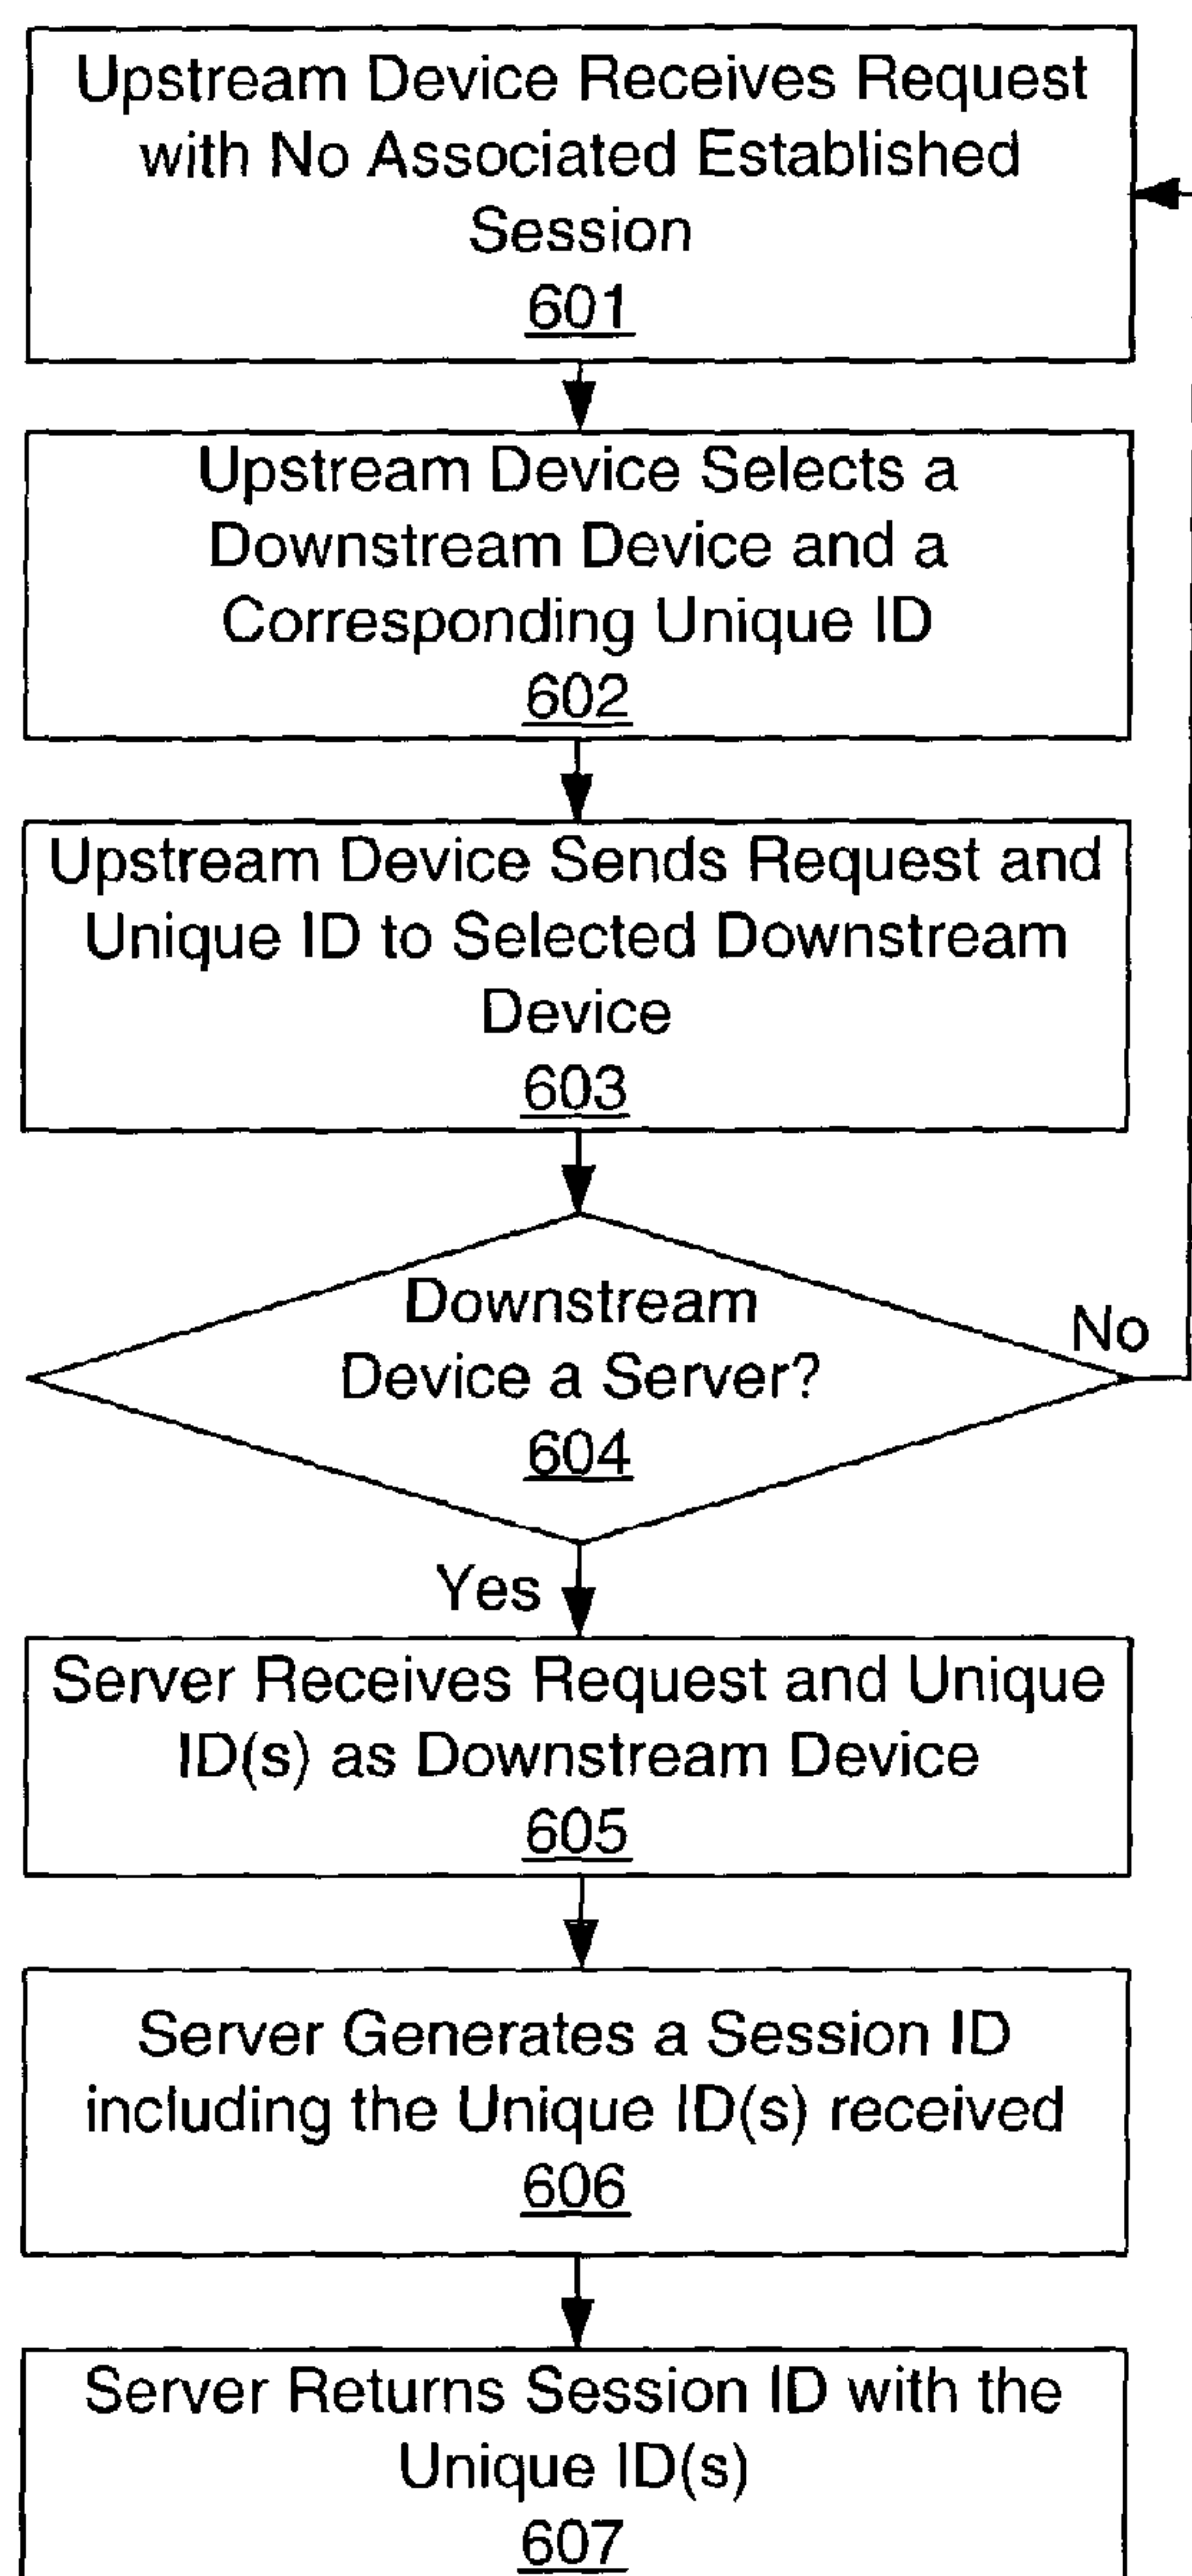 Upstream Device Receives Request
with No Associated Established
Session
601
Upstream Device Selects a
Downstream Device and a
Corresponding Unique ID
602
Upstream Device Sends Request and
Unique ID to Selected Downstream
Device
603
Downstream
Device a Server?
604
No
Yes
Server Receives Request and Unique
ID(s) as Downstream Device
605
Server Generates a Session ID
including the Unique ID(s) received
606
Server Returns Session ID with the
Unique ID(s)
607